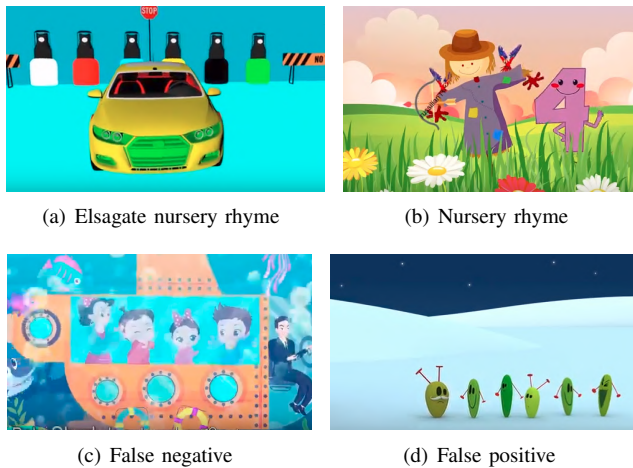 STOP
NO
(a) Elsagate nursery rhyme
(b) Nursery rhyme
(c) False negative
(d) False positive